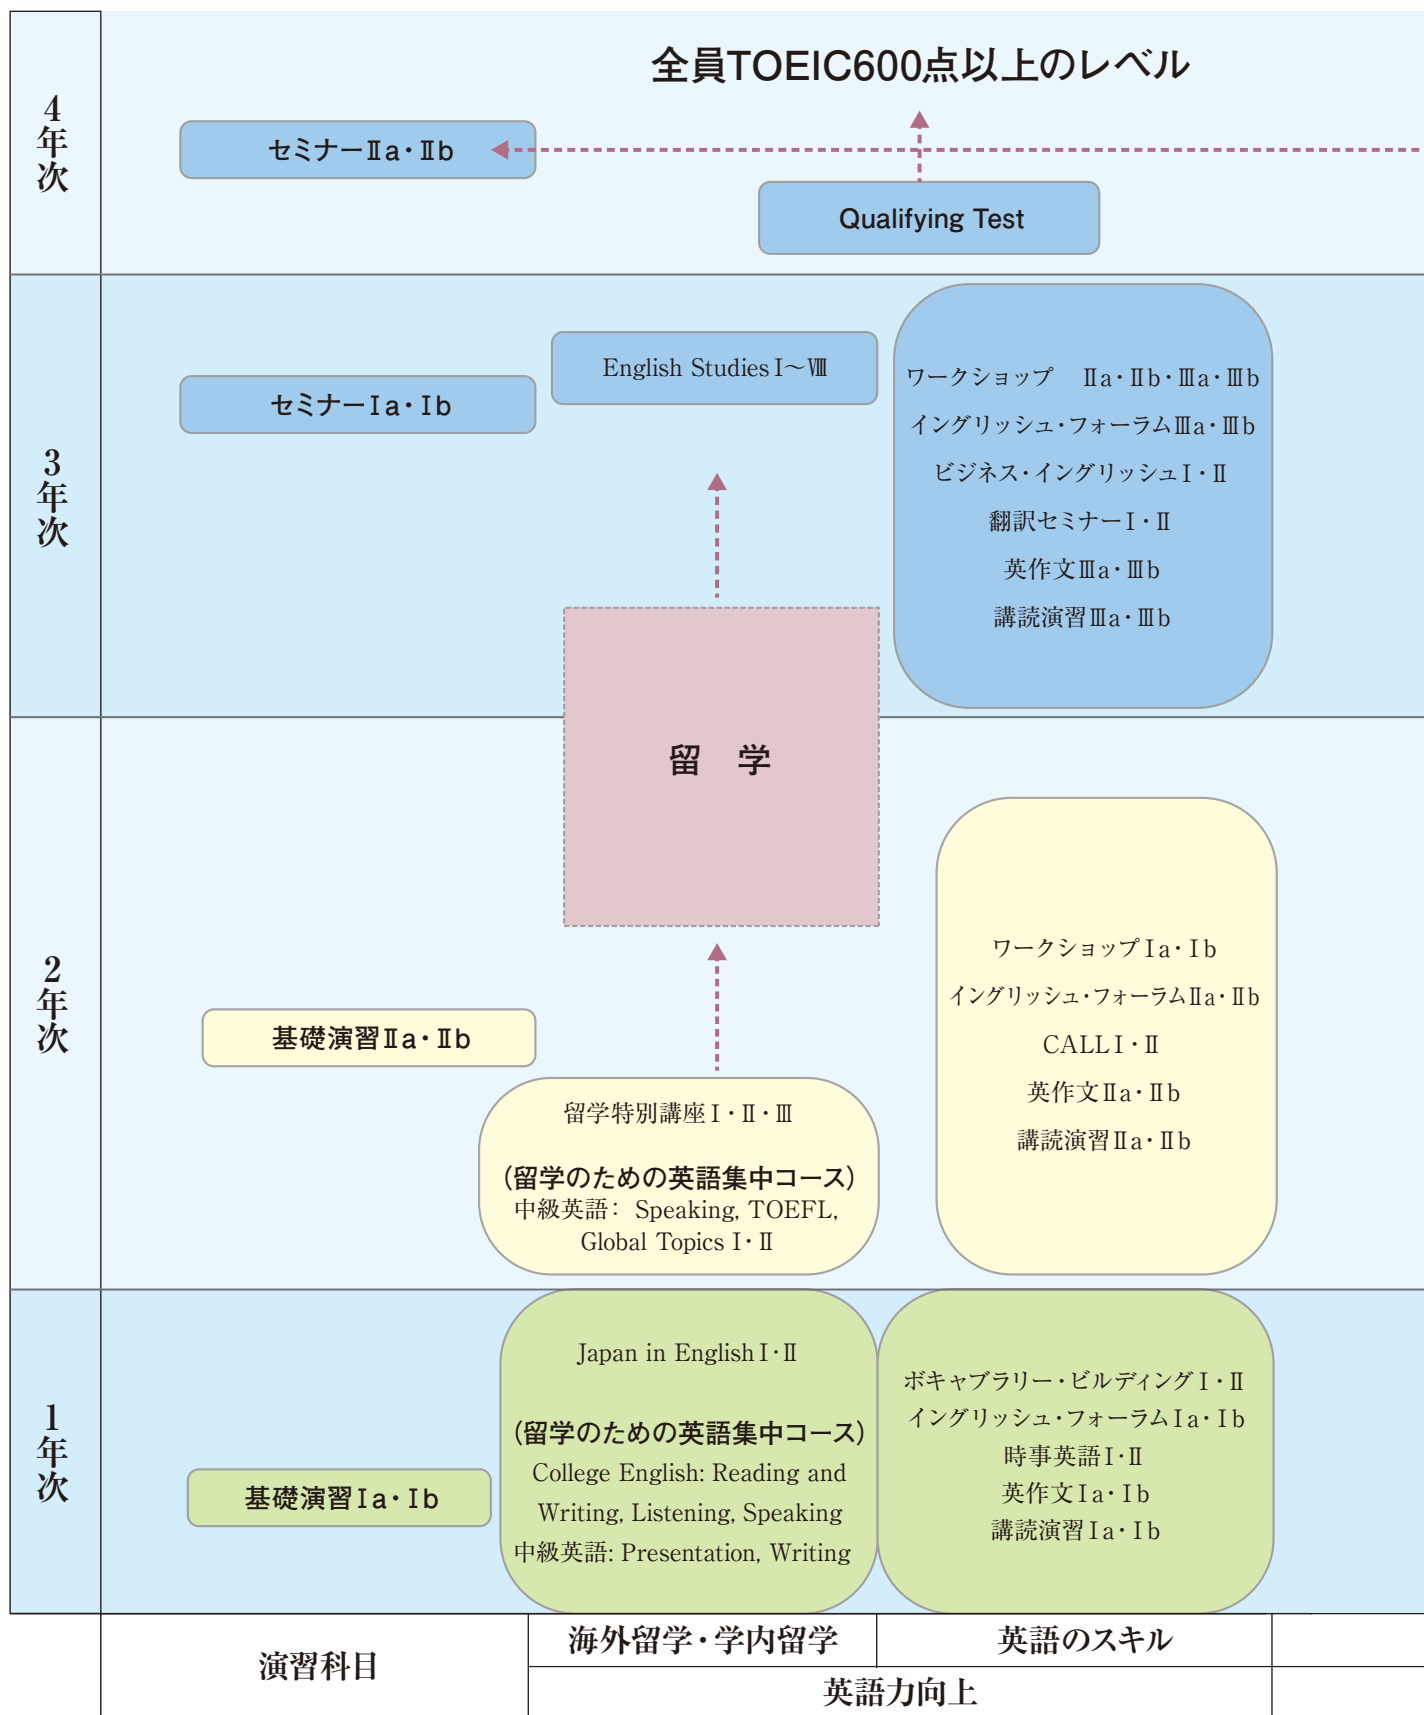 全員TOEIC600点以上のレベル
4年次
セミナーⅡa・Ⅱb
Qualifying Test
3年次
セミナーⅠa・Ⅰb
English StudiesⅠ～Ⅷ
ワークショップ　Ⅱa・Ⅱb・Ⅲa・Ⅲb
イングリッシュ・フォーラムⅢa・Ⅲb
ビジネス・イングリッシュⅠ・Ⅱ
翻訳セミナーⅠ・Ⅱ
英作文Ⅲa・Ⅲb
講読演習Ⅲa・Ⅲb
留　学
2年次
基礎演習Ⅱa・Ⅱb
留学特別講座Ⅰ・Ⅱ・Ⅲ
(留学のための英語集中コース)
中級英語： Speaking, TOEFL,
Global Topics Ⅰ・Ⅱ
ワークショップⅠa・Ⅰb
イングリッシュ・フォーラムⅡa・Ⅱb
CALLⅠ・Ⅱ
英作文Ⅱa・Ⅱb
講読演習Ⅱa・Ⅱb
1年次
基礎演習Ⅰa・Ⅰb
Japan in EnglishⅠ・Ⅱ
(留学のための英語集中コース)
College English: Reading and
Writing, Listening, Speaking
中級英語: Presentation, Writing
ボキャブラリー・ビルディングⅠ・Ⅱ
イングリッシュ・フォーラムⅠa・Ⅰb
時事英語Ⅰ・Ⅱ
英作文Ⅰa・Ⅰb
講読演習Ⅰa・Ⅰb
演習科目
海外留学・学内留学
英語のスキル
英語力向上